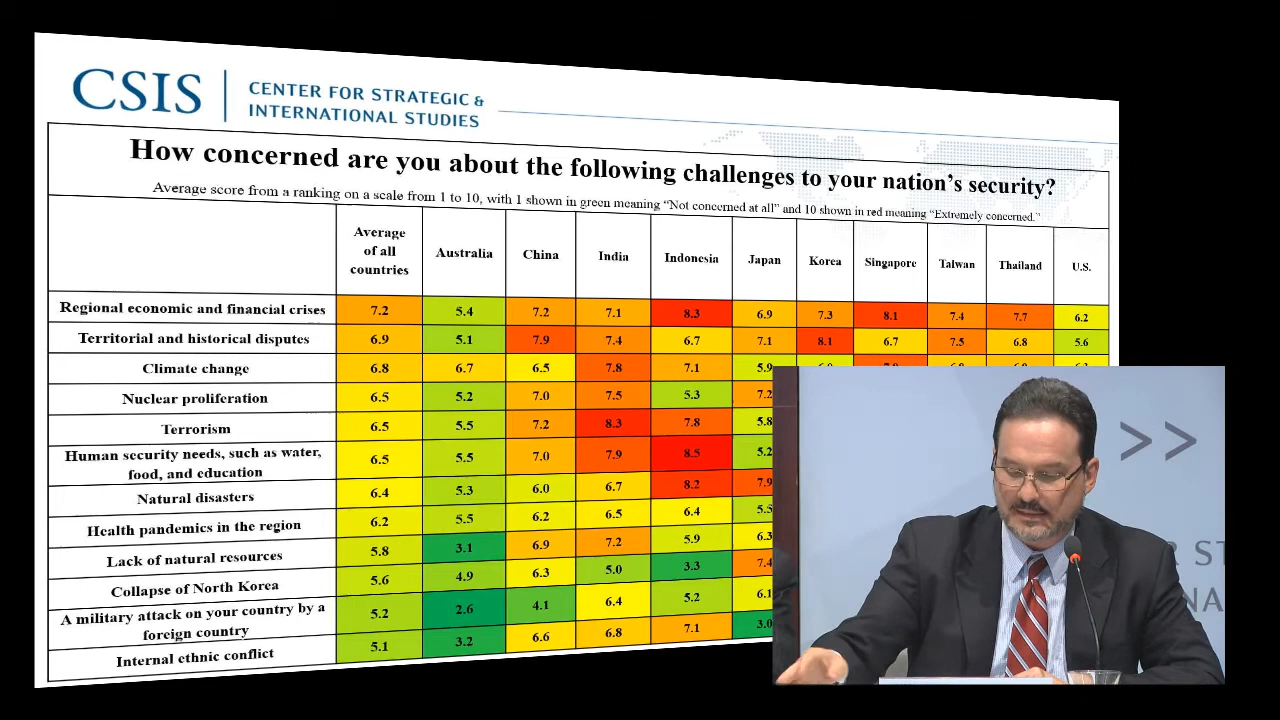 CSIS
CENTER FOR STRATEGIC &
INTERNATIONAL STUDIES
How concerned are you about the following challenges to your nation's security?
Average score from a ranking on a scale from 1 to 10, with 1 shown in green meaning "Not concerned at all" and 10 shown in red meaning "Extremely concerned."
Average of all countries Australia China India Indonesia Japan Korea Singapore Taiwan Thailand U.S.
Regional economic and financial crises 7.2 5.4 7.2 7.1 8.3 6.9 7.3 8.1 7.4 7.7 6.2
Territorial and historical disputes 6.9 5.1 7.9 7.4 6.7 7.1 8.1 6.7 7.5 6.8 5.6
Climate change 6.8 6.7 6.5 7.8 7.1 5.9
Nuclear proliferation 6.5 5.2 7.0 7.5 5.3 7.2
Terrorism 6.5 5.5 7.2 8.3 7.8 5.8
Human security needs, such as water, food, and education 6.5 5.5 7.0 7.9 8.5 5.2
Natural disasters 6.4 5.3 6.0 6.7 8.2 7.9
Health pandemics in the region 6.2 5.5 6.2 6.5 6.4 5.5
Lack of natural resources 5.8 3.1 6.9 7.2 5.9 6.3
Collapse of North Korea 5.6 4.9 6.3 5.0 3.3 7.4
A military attack on your country by a foreign country 5.2 2.6 4.1 6.4 5.2 6.1
Internal ethnic conflict 5.1 3.2 6.6 6.8 7.1 3.0
>>
R ST
NA